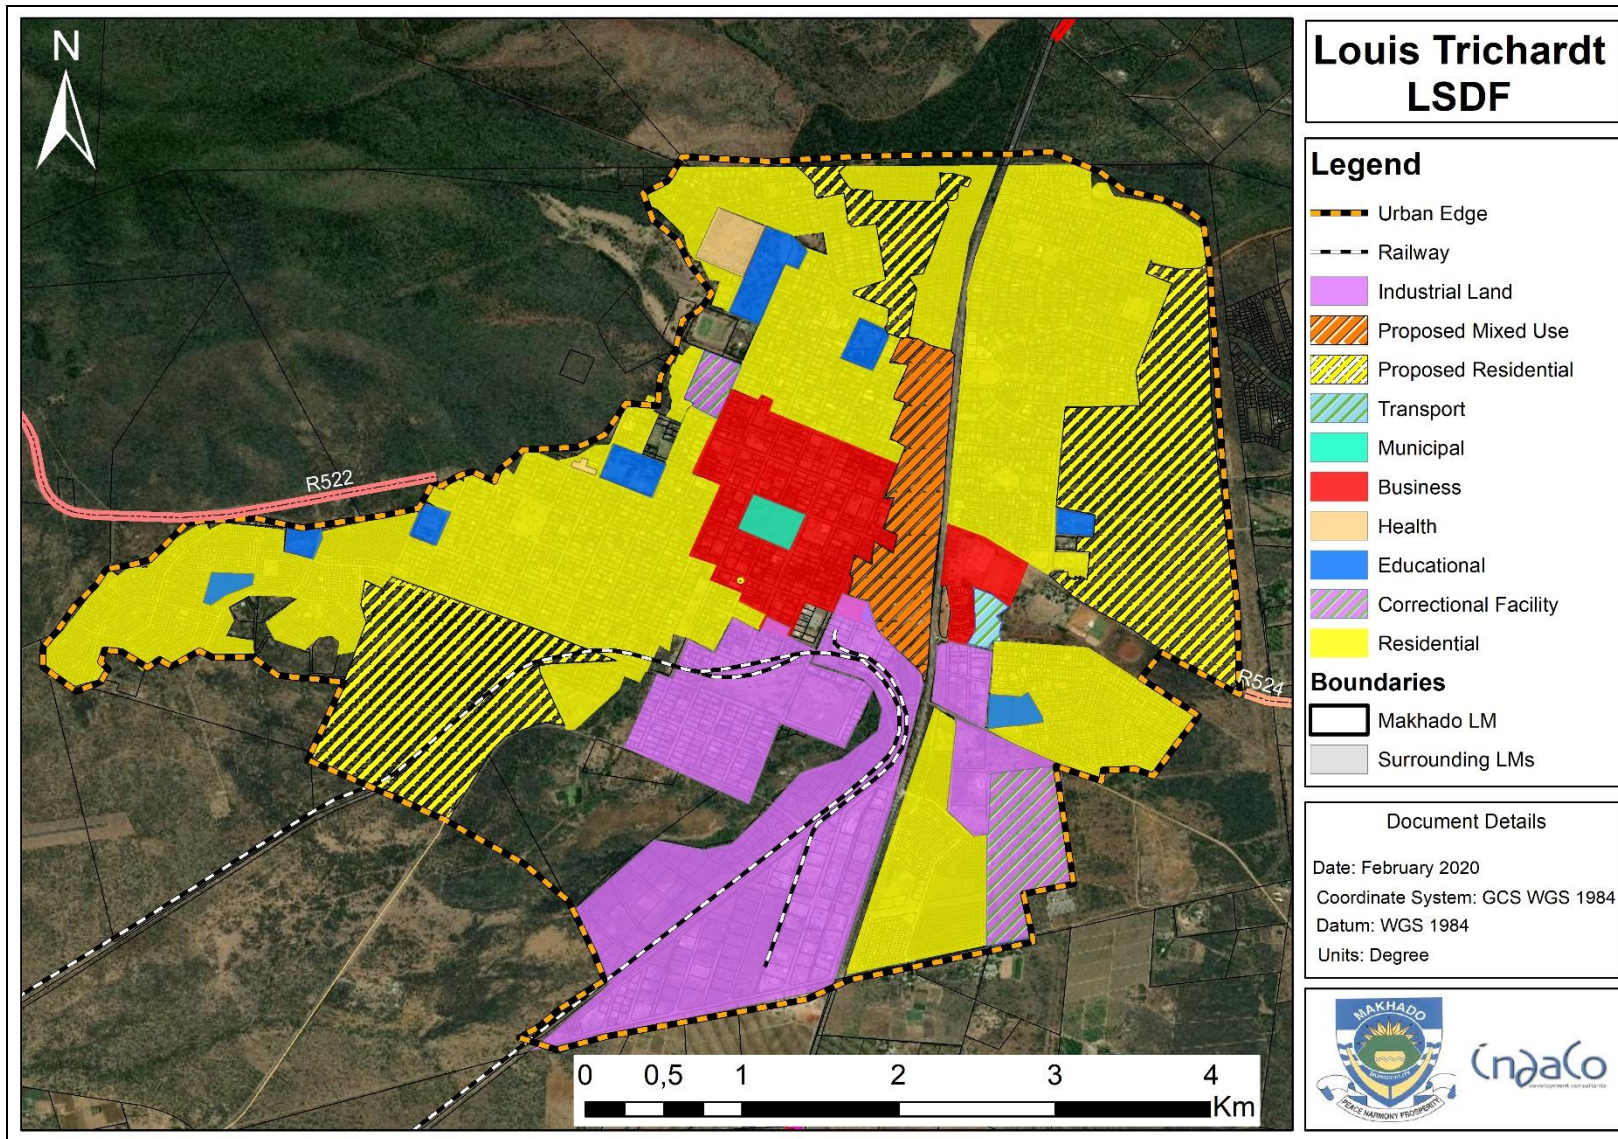 N
R522
R524
0 0,5 1 2 3 4
Km
Louis Trichardt
LSDF
Legend
Urban Edge
Railway
Industrial Land
Proposed Mixed Use
Proposed Residential
Transport
Municipal
Business
Health
Educational
Correctional Facility
Residential
Boundaries
Makhado LM
Surrounding LMs
Document Details
Date: February 2020
Coordinate System: GCS WGS 1984
Datum: WGS 1984
Units: Degree
MAKHADO
MUNICIPALITY
PEACE HARMONY PROSPERITY
indaco
development consultants